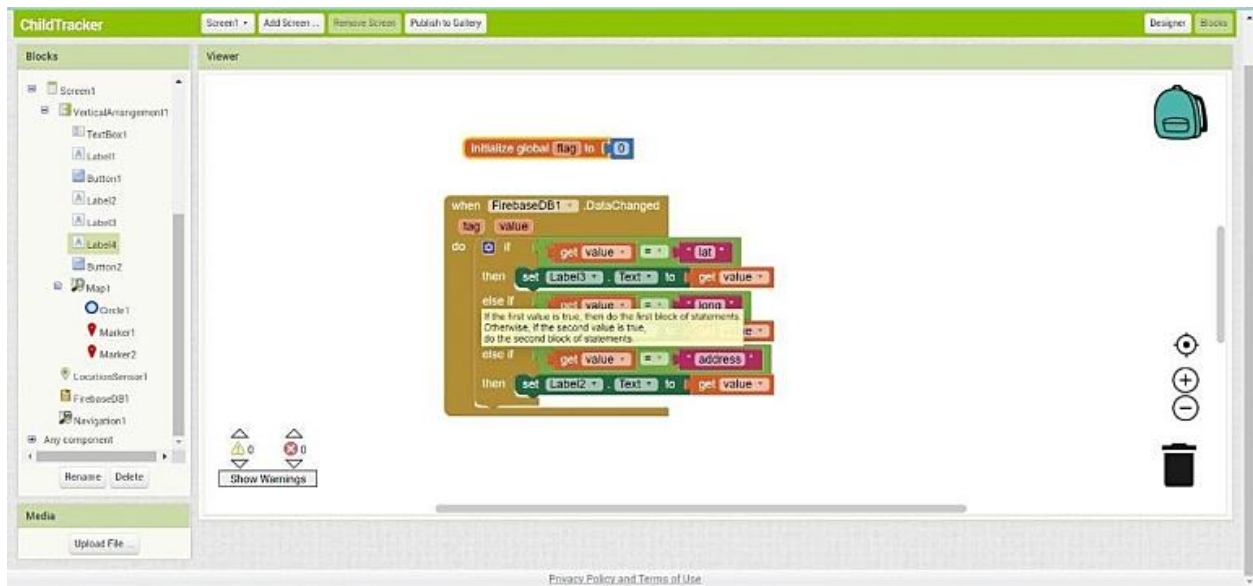 ChildTracker
Screen1 Add Screen ... Remove Screen Publish to Gallery Designer Blocks
Blocks
Viewer
Screen1
VerticalArrangement1
TextBox1
Label1
Button1
Label2
Label3
Label4
Button2
Map1
Circle1
Marker1
Marker2
LocationSensor1
FirebaseDB1
Navigation1
Any component
Rename Delete
Media
Upload File ...
initialize global flag to 0
when FirebaseDB1 .DataChanged
tag value
do if get value = " lat "
then set Label3 . Text to get value
else if get value = " long "
If the first value is true, then do the first block of statements.
Otherwise, if the second value is true,
do the second block of statements.
else if get value = " address "
then set Label2 . Text to get value
0 0
Show Warnings
Privacy Policy and Terms of Use